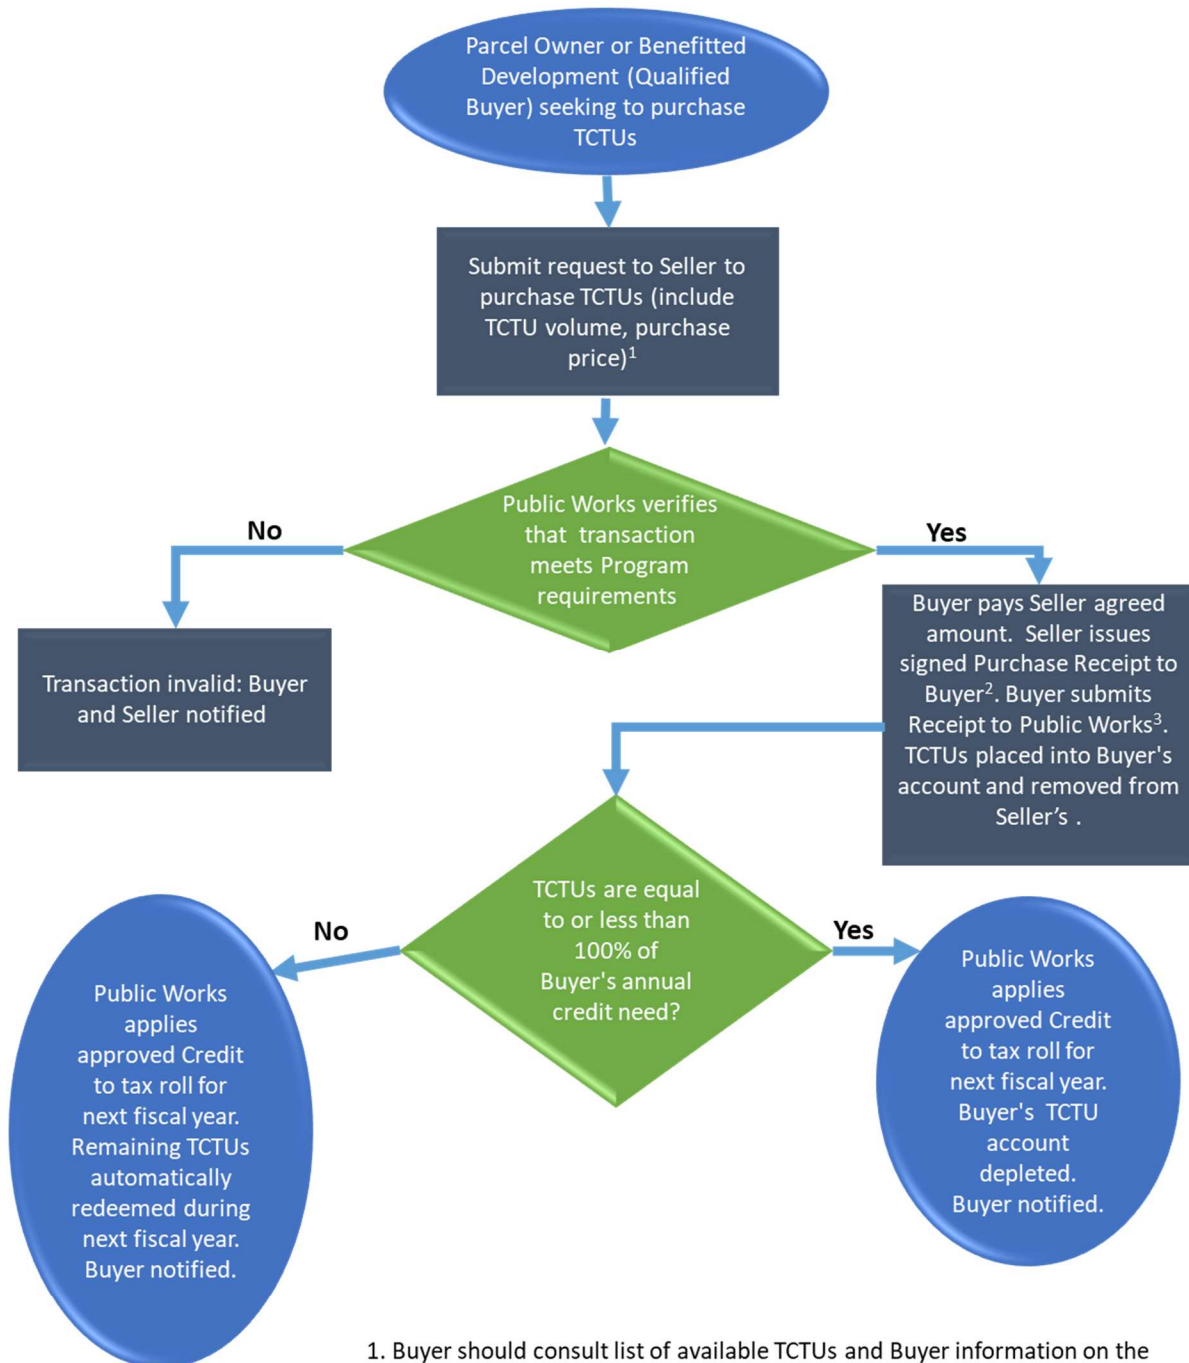 Parcel Owner or Benefitted
Development (Qualified
Buyer) seeking to purchase
TCTUs
Submit request to Seller to
purchase TCTUs (include
TCTU volume, purchase
price)1
Public Works verifies
that transaction
meets Program
requirements
No
Yes
Transaction invalid: Buyer
and Seller notified
Buyer pays Seller agreed
amount. Seller issues
signed Purchase Receipt to
Buyer2. Buyer submits
Receipt to Public Works3.
TCTUs placed into Buyer's
account and removed from
Seller’s .
TCTUs are equal
to or less than
100% of
Buyer's annual
credit need?
No
Yes
Public Works
applies
approved Credit
to tax roll for
next fiscal year.
Remaining TCTUs
automatically
redeemed during
next fiscal year.
Buyer notified.
Public Works
applies
approved Credit
to tax roll for
next fiscal year.
Buyer's TCTU
account
depleted.
Buyer notified.
1. Buyer should consult list of available TCTUs and Buyer information on the